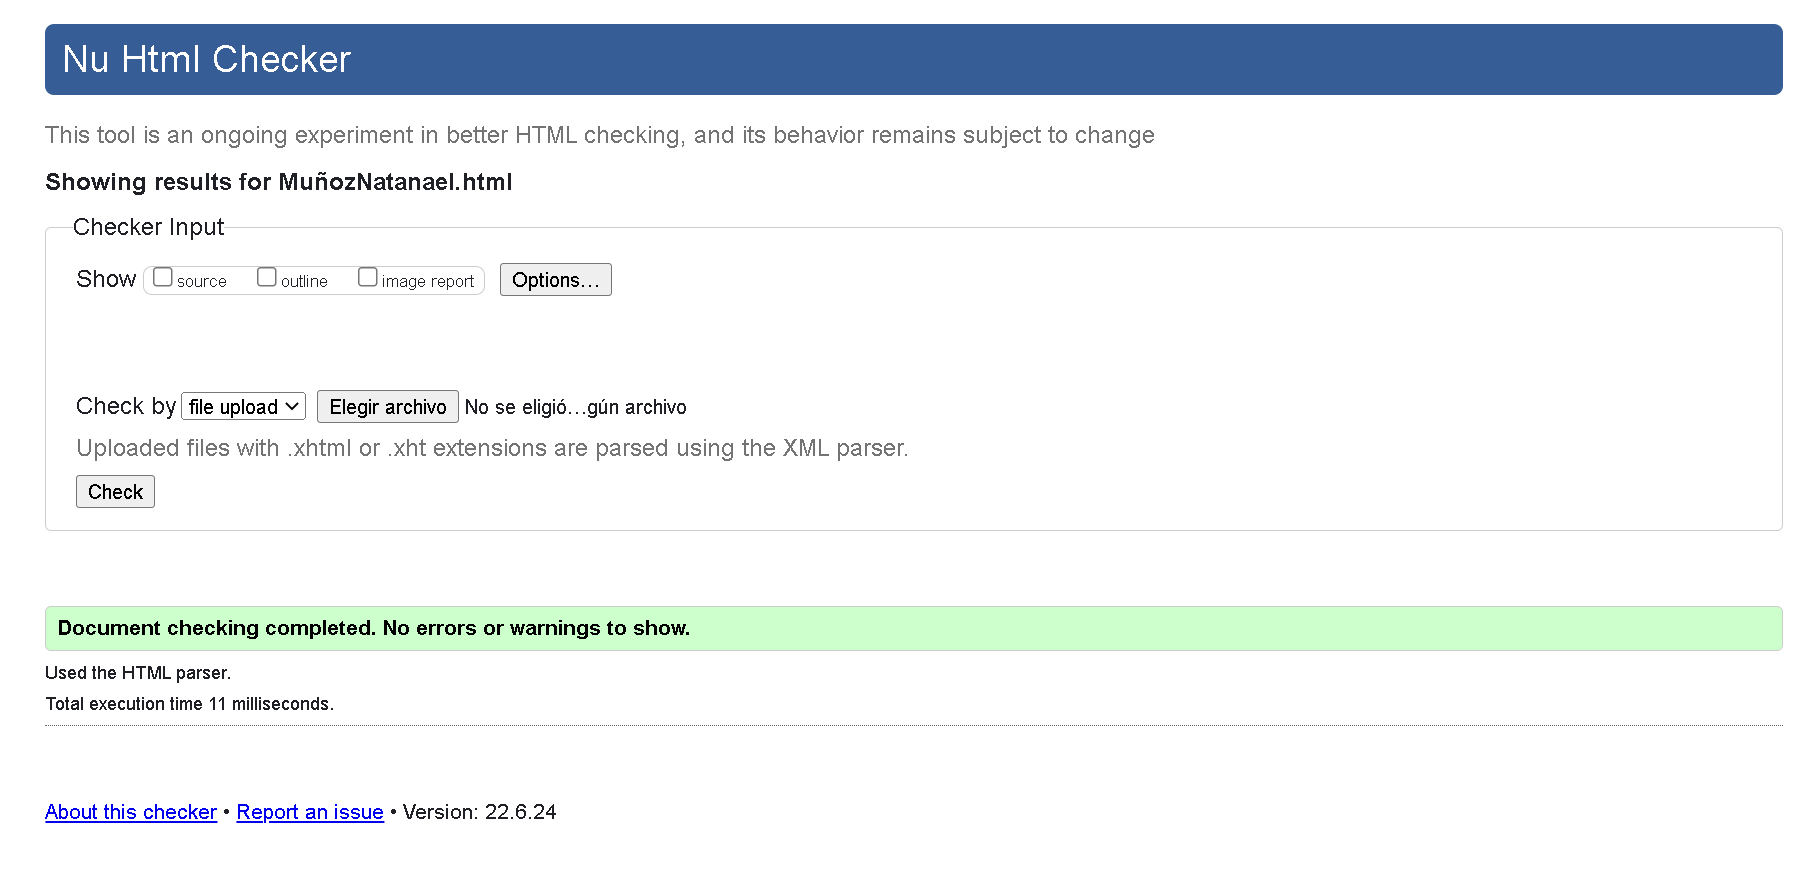 Nu Html Checker
This tool is an ongoing experiment in better HTML checking, and its behavior remains subject to change
Showing results for MuñozNatanael.html
Checker Input
Show source outline image report Options…
Check by file upload Elegir archivo No se eligió…gún archivo
Uploaded files with .xhtml or .xht extensions are parsed using the XML parser.
Check
Document checking completed. No errors or warnings to show.
Used the HTML parser.
Total execution time 11 milliseconds.
About this checker • Report an issue • Version: 22.6.24